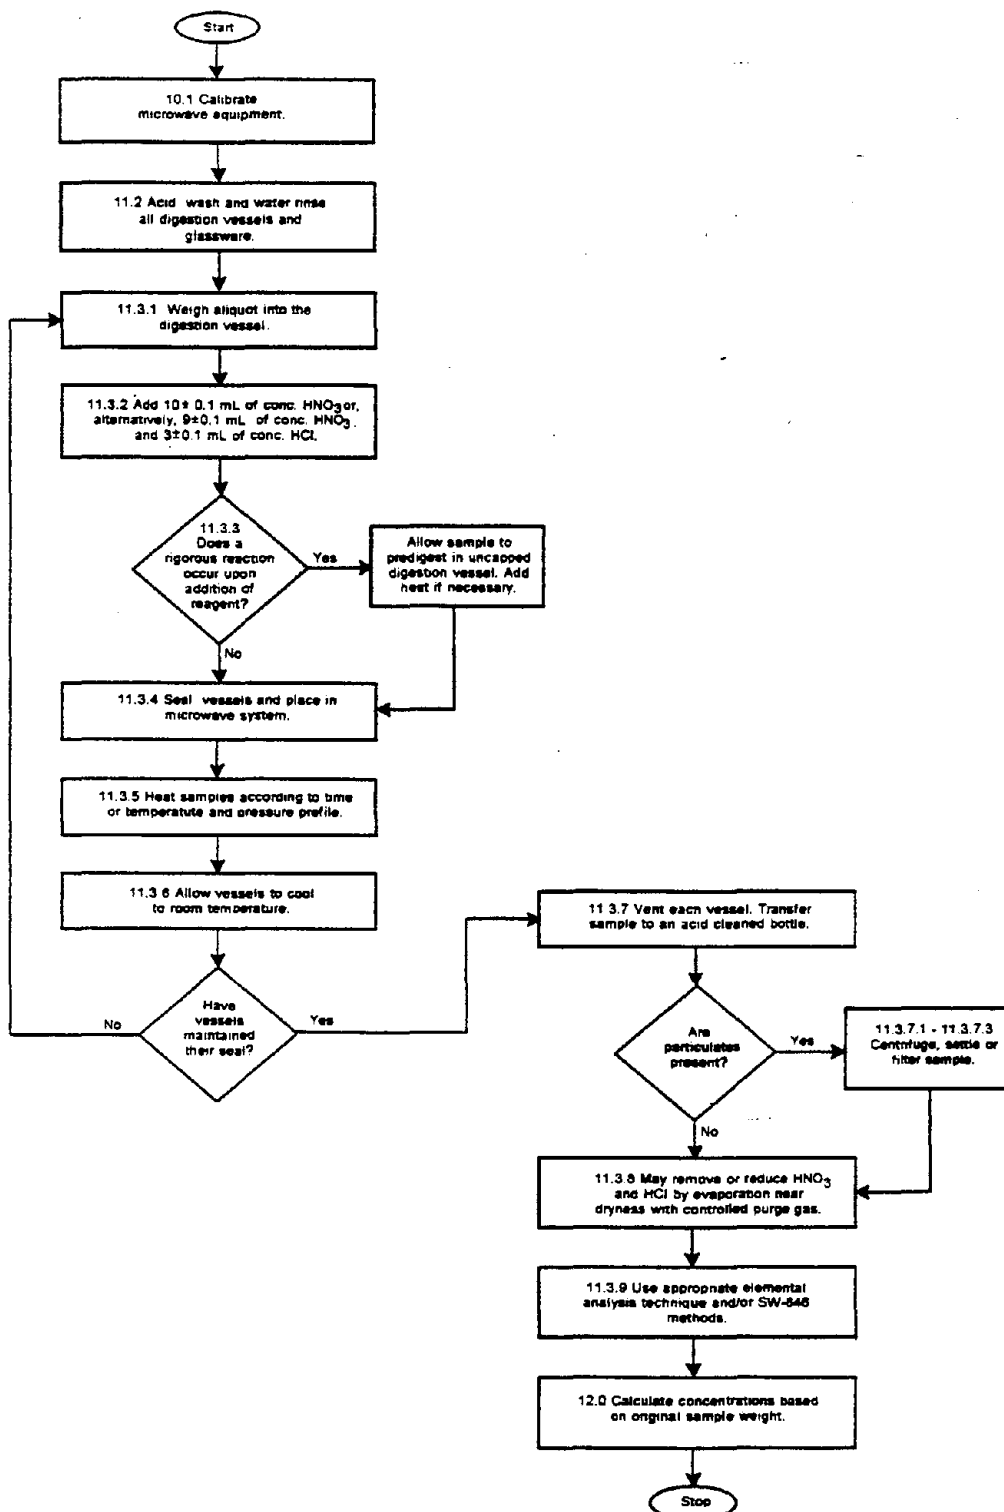 Start
10.1 Calibrate
microwave equipment.
11.2 Acid wash and water rinse
all digestion vessels and
glassware.
11.3.1 Weigh aliquot into the
digestion vessel.
11.3.2 Add 10± 0.1 mL of conc. HNO3 or,
alternatively, 9±0.1 mL of conc. HNO3,
and 3±0.1 mL of conc. HCl.
11.3.3
Does a
rigorous reaction
occur upon
addition of
reagent?
Yes
Allow sample to
predigest in uncapped
digestion vessel. Add
heat if necessary.
No
11.3.4 Seal vessels and place in
microwave system.
11.3.5 Heat samples according to time
or temperature and pressure profile.
11.3.6 Allow vessels to cool
to room temperature.
Have
vessels
maintained
their seal?
No
Yes
11.3.7 Vent each vessel. Transfer
sample to an acid cleaned bottle.
Are
particulates
present?
Yes
11.3.7.1 - 11.3.7.3
Centrifuge, settle or
filter sample.
No
11.3.8 May remove or reduce HNO3
and HCl by evaporation near
dryness with controlled purge gas.
11.3.9 Use appropriate elemental
analysis technique and/or SW-846
methods.
12.0 Calculate concentrations based
on original sample weight.
Stop